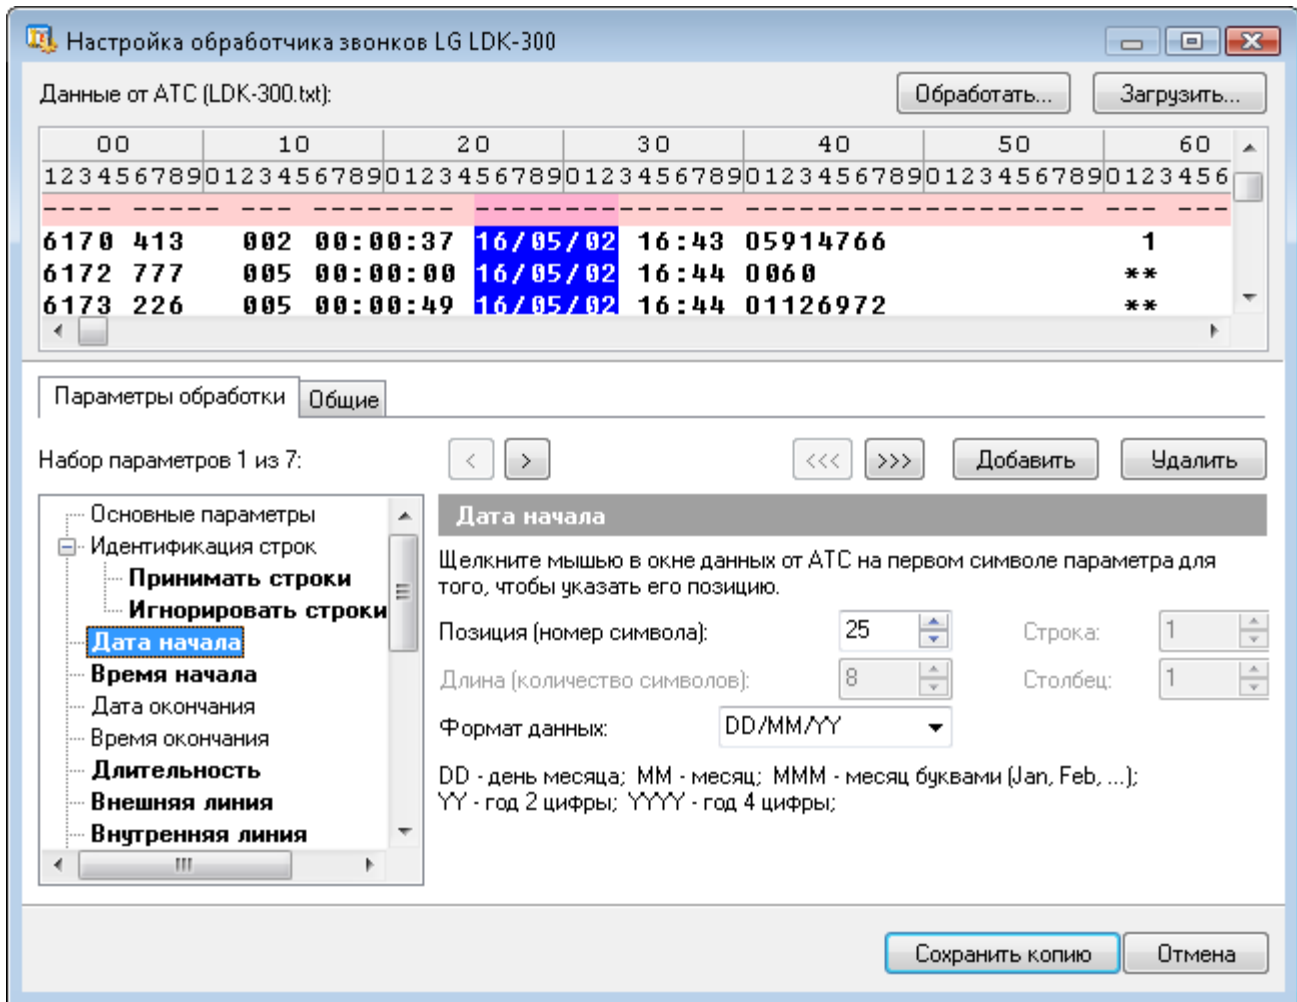 Настройка обработчика звонков LG LDK-300
Данные от АТС (LDK-300.txt):
Обработать...
Загрузить...
00 10 20 30 40 50 60
123456789012345678901234567890123456789012345678901234567890123456
---- ----- --- -------- -------- ----- ------------------- --- ---
6170 413 002 00:00:37 16/05/02 16:43 05914766 1
6172 777 005 00:00:00 16/05/02 16:44 0060 **
6173 226 005 00:00:49 16/05/02 16:44 01126972 **
Параметры обработки
Общие
Набор параметров 1 из 7:
<
>
<<<
>>>
Добавить
Удалить
Основные параметры
Идентификация строк
Принимать строки
Игнорировать строки
Дата начала
Время начала
Дата окончания
Время окончания
Длительность
Внешняя линия
Внутренняя линия
Дата начала
Щелкните мышью в окне данных от АТС на первом символе параметра для
того, чтобы указать его позицию.
Позиция (номер символа): 25 Строка: 1
Длина (количество символов): 8 Столбец: 1
Формат данных: DD/MM/YY
DD - день месяца; MM - месяц; MMM - месяц буквами (Jan, Feb, ...);
YY - год 2 цифры; YYYY - год 4 цифры;
Сохранить копию
Отмена